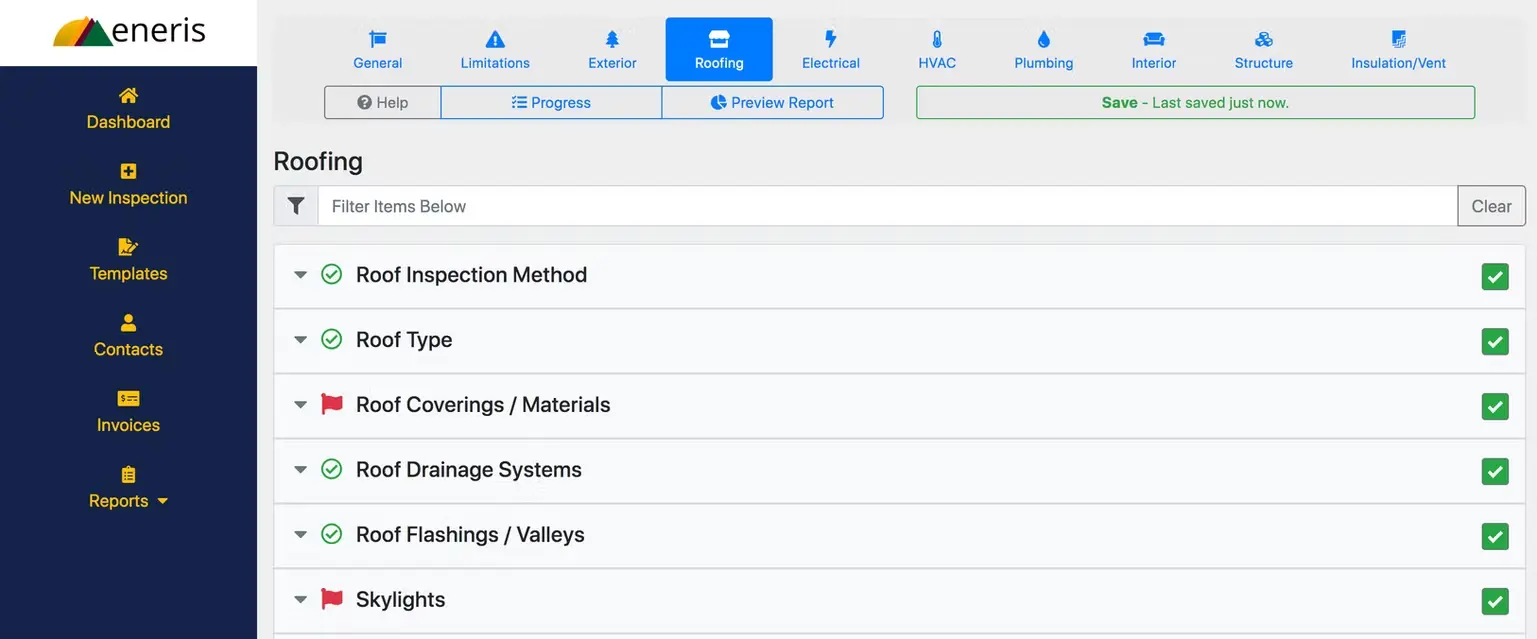 eneris
Dashboard
New Inspection
Templates
Contacts
Invoices
Reports
General
Limitations
Exterior
Roofing
Electrical
HVAC
Plumbing
Interior
Structure
Insulation/Vent
Help
Progress
Preview Report
Save - Last saved just now.
Roofing
Filter Items Below
Clear
Roof Inspection Method
Roof Type
Roof Coverings / Materials
Roof Drainage Systems
Roof Flashings / Valleys
Skylights